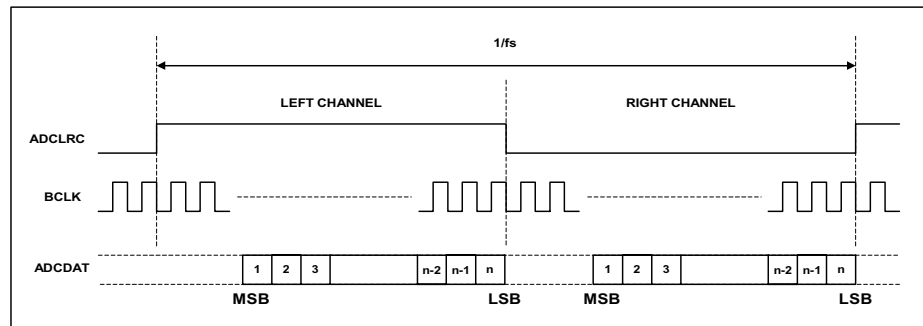 1/fs
LEFT CHANNEL
RIGHT CHANNEL
ADCLRC
BCLK
ADCDAT
1 2 3 n-2 n-1 n 1 2 3 n-2 n-1 n
MSB LSB MSB LSB